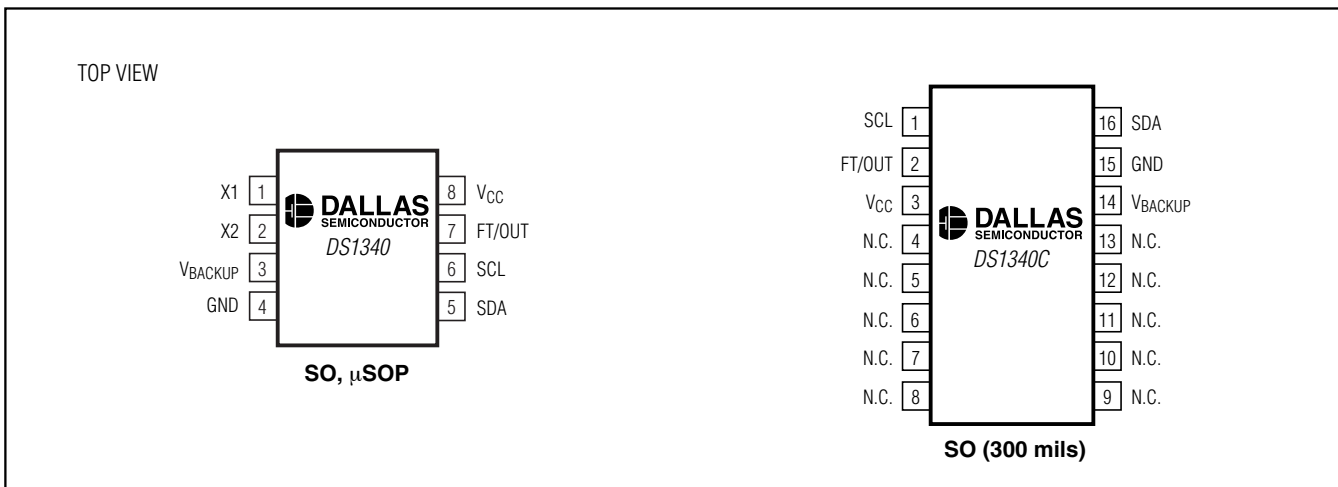 TOP VIEW
X1 1
X2 2
VBACKUP 3
GND 4
DALLAS
SEMICONDUCTOR
DS1340
8 VCC
7 FT/OUT
6 SCL
5 SDA
SO, µSOP
SCL 1
FT/OUT 2
VCC 3
N.C. 4
N.C. 5
N.C. 6
N.C. 7
N.C. 8
DALLAS
SEMICONDUCTOR
DS1340C
16 SDA
15 GND
14 VBACKUP
13 N.C.
12 N.C.
11 N.C.
10 N.C.
9 N.C.
SO (300 mils)